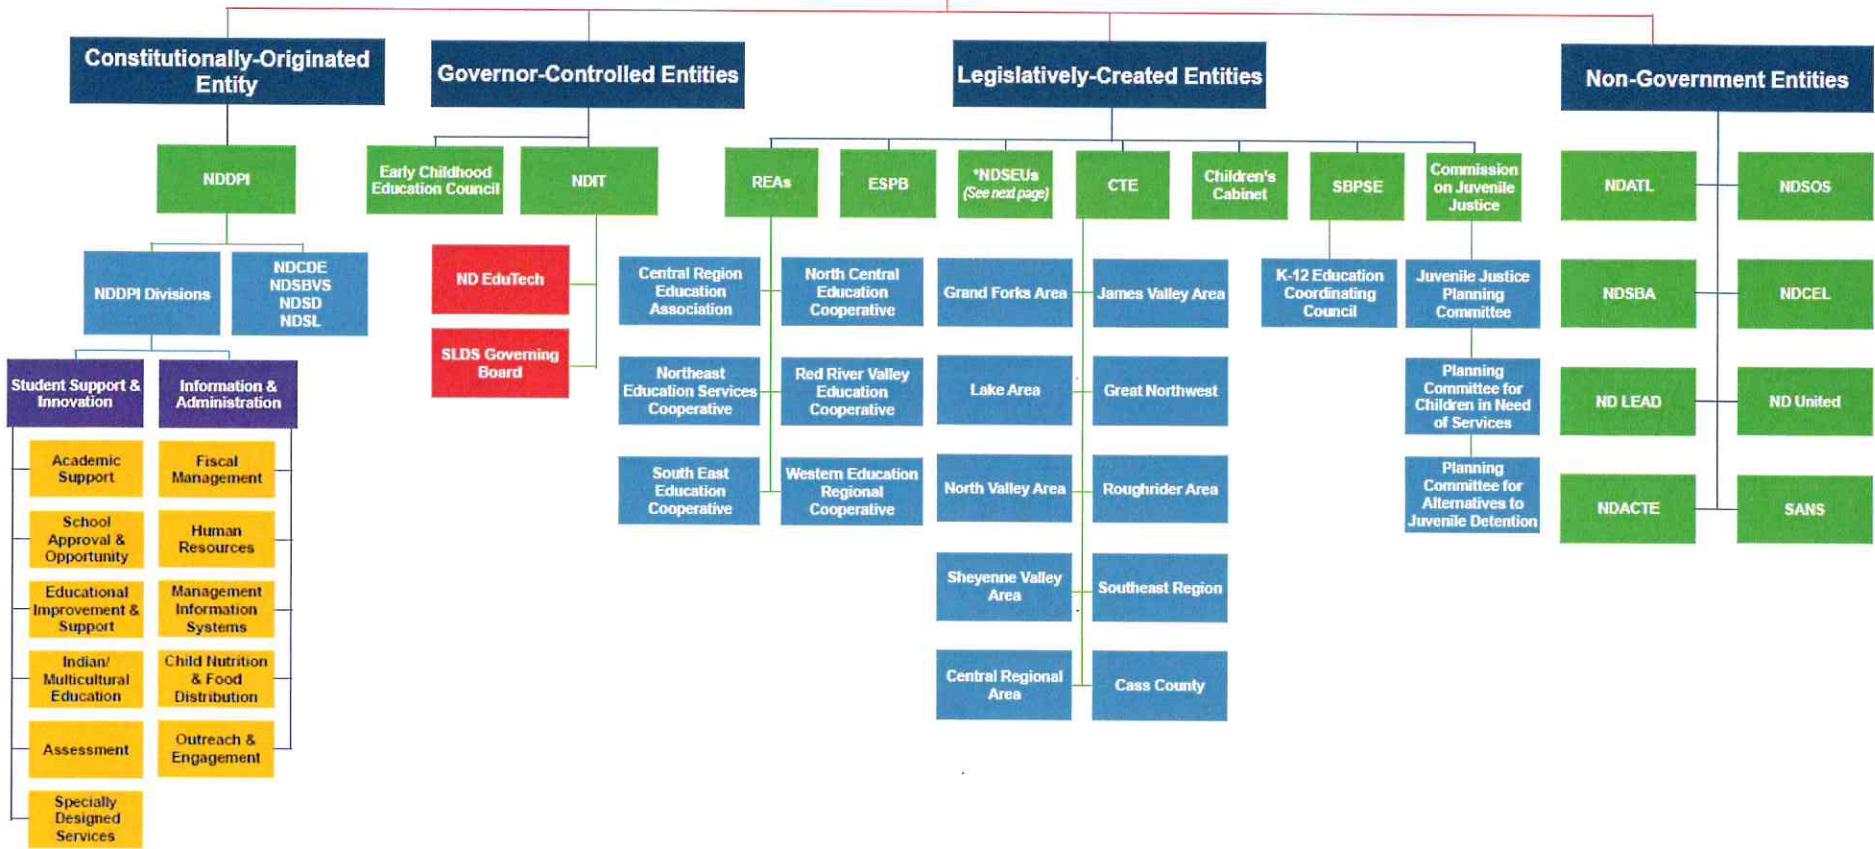 Constitutionally-Originated
Entity
Governor-Controlled Entities
Legislatively-Created Entities
Non-Government Entities
NDDPI
Early Childhood
Education Council
NDIT
REAs
ESPB
*NDSEUs
(See next page)
CTE
Children's
Cabinet
SBPSE
Commission
on Juvenile
Justice
NDATL
NDSOS
NDDPI Divisions
NDCDE
NDSBVS
NDSD
NDSL
ND EduTech
SLDS Governing
Board
Central Region
Education
Association
North Central
Education
Cooperative
Northeast
Education Services
Cooperative
Red River Valley
Education
Cooperative
South East
Education
Cooperative
Western Education
Regional
Cooperative
Grand Forks Area
James Valley Area
Lake Area
Great Northwest
North Valley Area
Roughrider Area
Sheyenne Valley
Area
Southeast Region
Central Regional
Area
Cass County
K-12 Education
Coordinating
Council
Juvenile Justice
Planning
Committee
Planning
Committee for
Children in Need
of Services
Planning
Committee for
Alternatives to
Juvenile Detention
NDSBA
NDCEL
ND LEAD
ND United
NDACTE
SANS
Student Support &
Innovation
Information &
Administration
Academic
Support
Fiscal
Management
School
Approval &
Opportunity
Human
Resources
Educational
Improvement &
Support
Management
Information
Systems
Indian/
Multicultural
Education
Child Nutrition
& Food
Distribution
Assessment
Outreach &
Engagement
Specially
Designed
Services